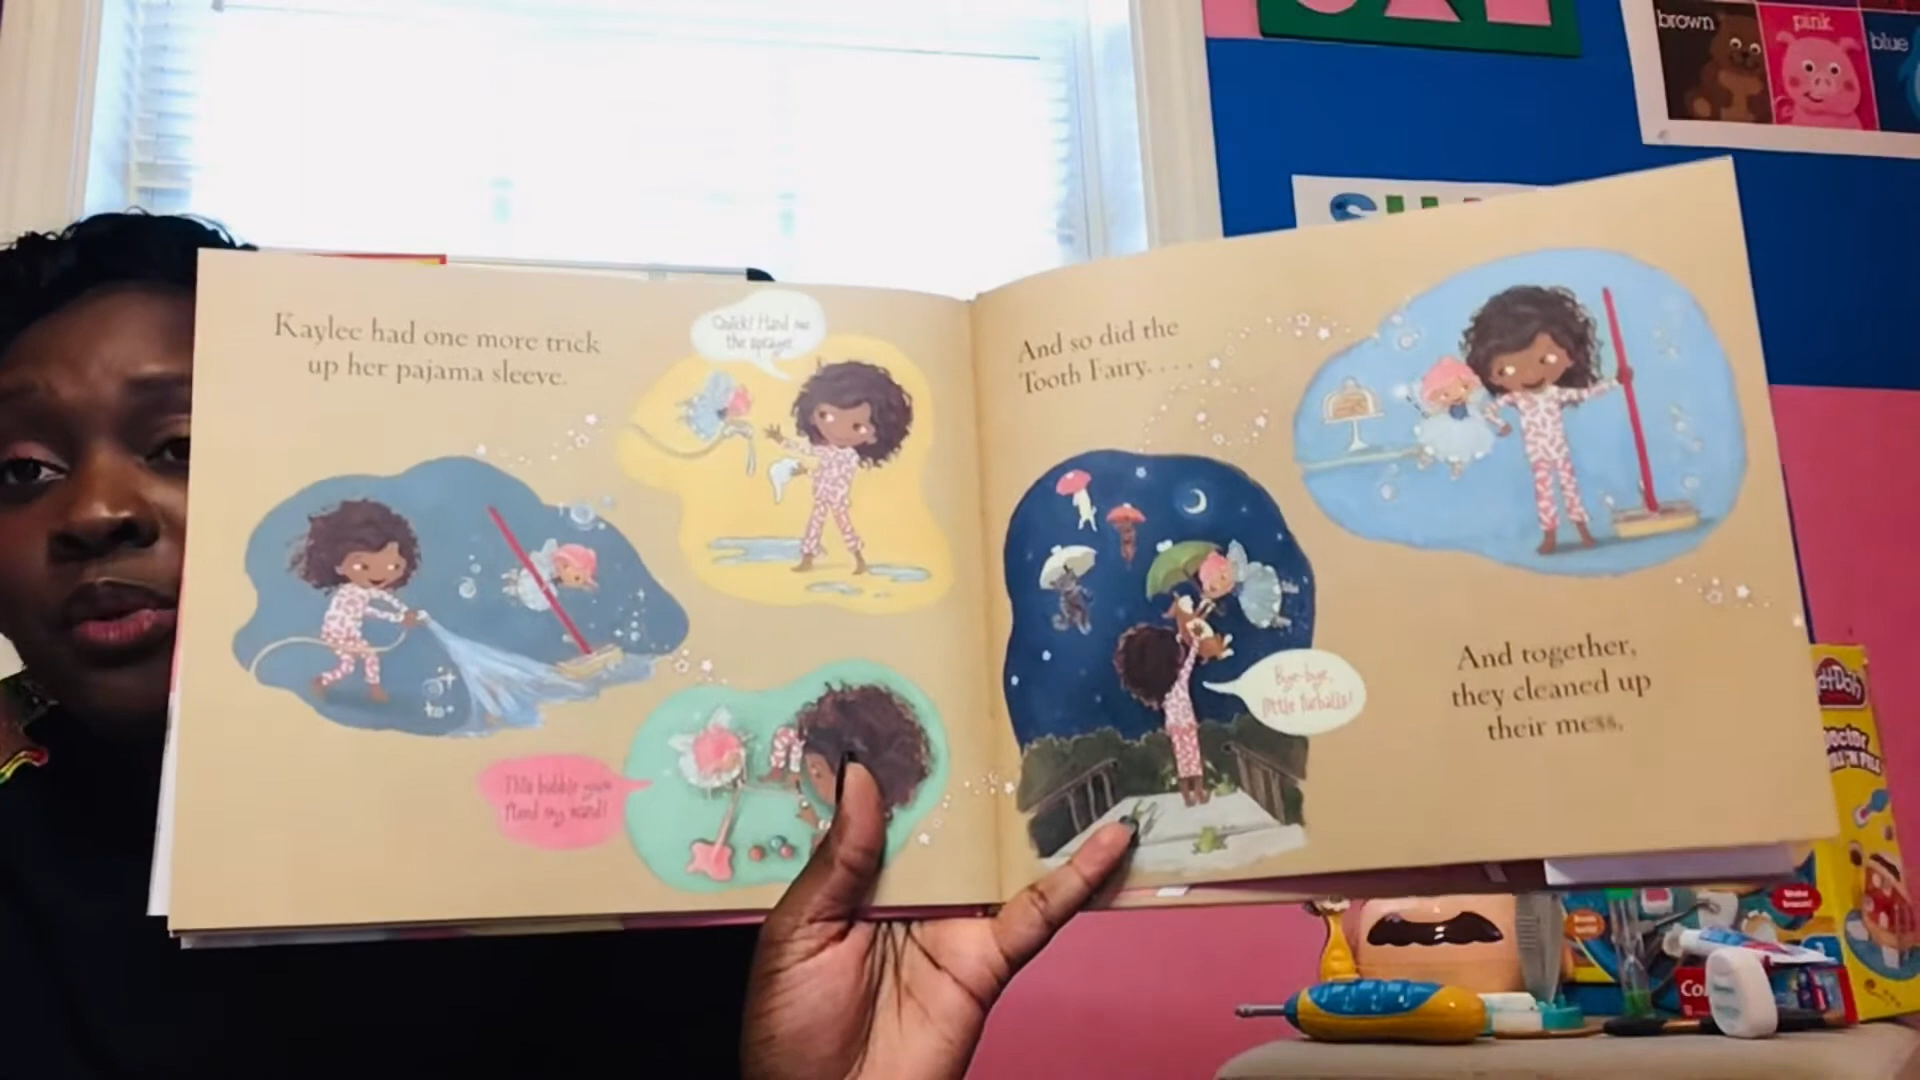 Kaylee had one more trick
up her pajama sleeve.
Quick! Hand me
the sprayer.
This bubble gum
fixed my wand!
And so did the
Tooth Fairy. . . .
Bye-bye,
little furballs!
And together,
they cleaned up
their mess.
brown
pink
blue